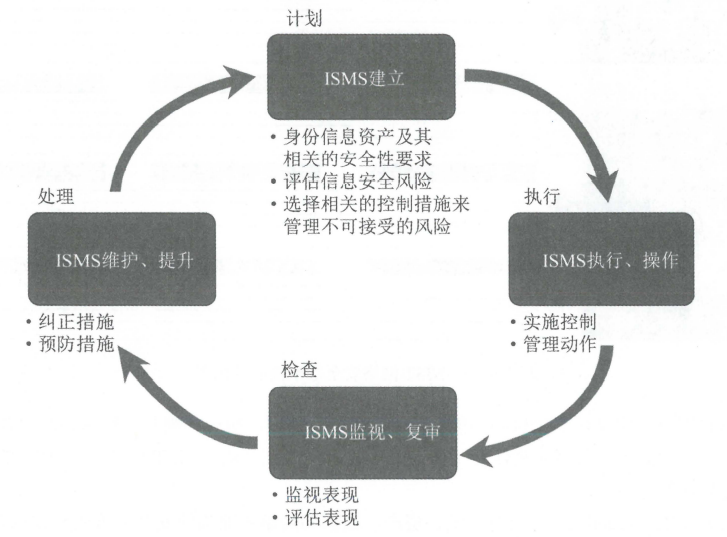 计划
ISMS建立
• 身份信息资产及其
相关的安全性要求
• 评估信息安全风险
• 选择相关的控制措施来
管理不可接受的风险
执行
ISMS执行、操作
• 实施控制
• 管理动作
检查
ISMS监视、复审
• 监视表现
• 评估表现
处理
ISMS维护、提升
• 纠正措施
• 预防措施